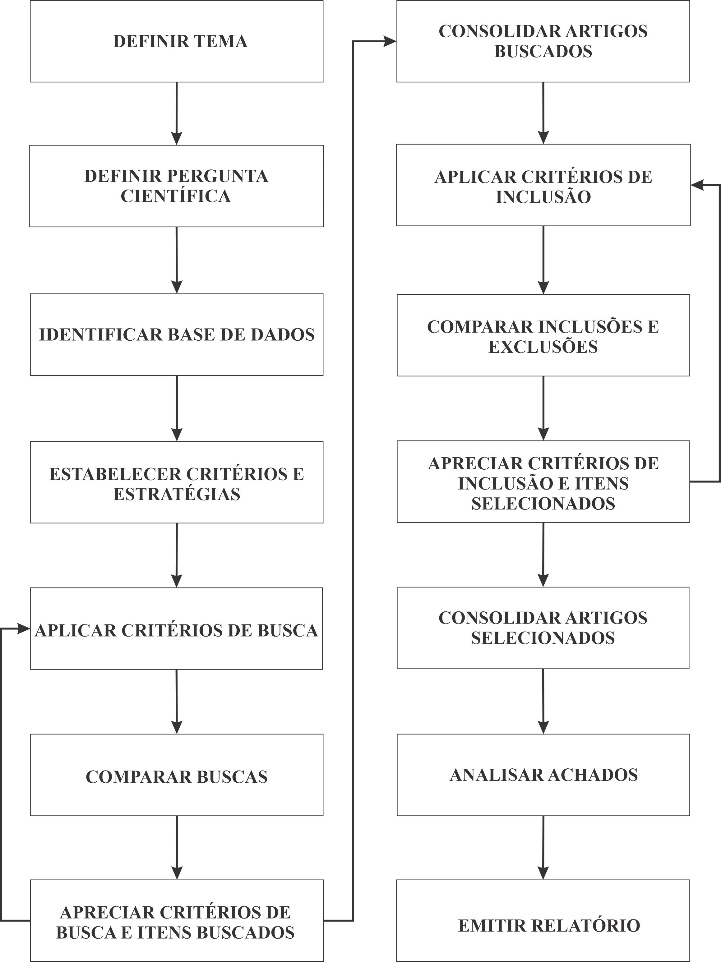 DEFINIR TEMA
DEFINIR PERGUNTA
CIENTÍFICA
IDENTIFICAR BASE DE DADOS
ESTABELECER CRITÉRIOS E
ESTRATÉGIAS
APLICAR CRITÉRIOS DE BUSCA
COMPARAR BUSCAS
APRECIAR CRITÉRIOS DE
BUSCA E ITENS BUSCADOS
CONSOLIDAR ARTIGOS
BUSCADOS
APLICAR CRITÉRIOS DE
INCLUSÃO
COMPARAR INCLUSÕES E
EXCLUSÕES
APRECIAR CRITÉRIOS DE
INCLUSÃO E ITENS
SELECIONADOS
CONSOLIDAR ARTIGOS
SELECIONADOS
ANALISAR ACHADOS
EMITIR RELATÓRIO